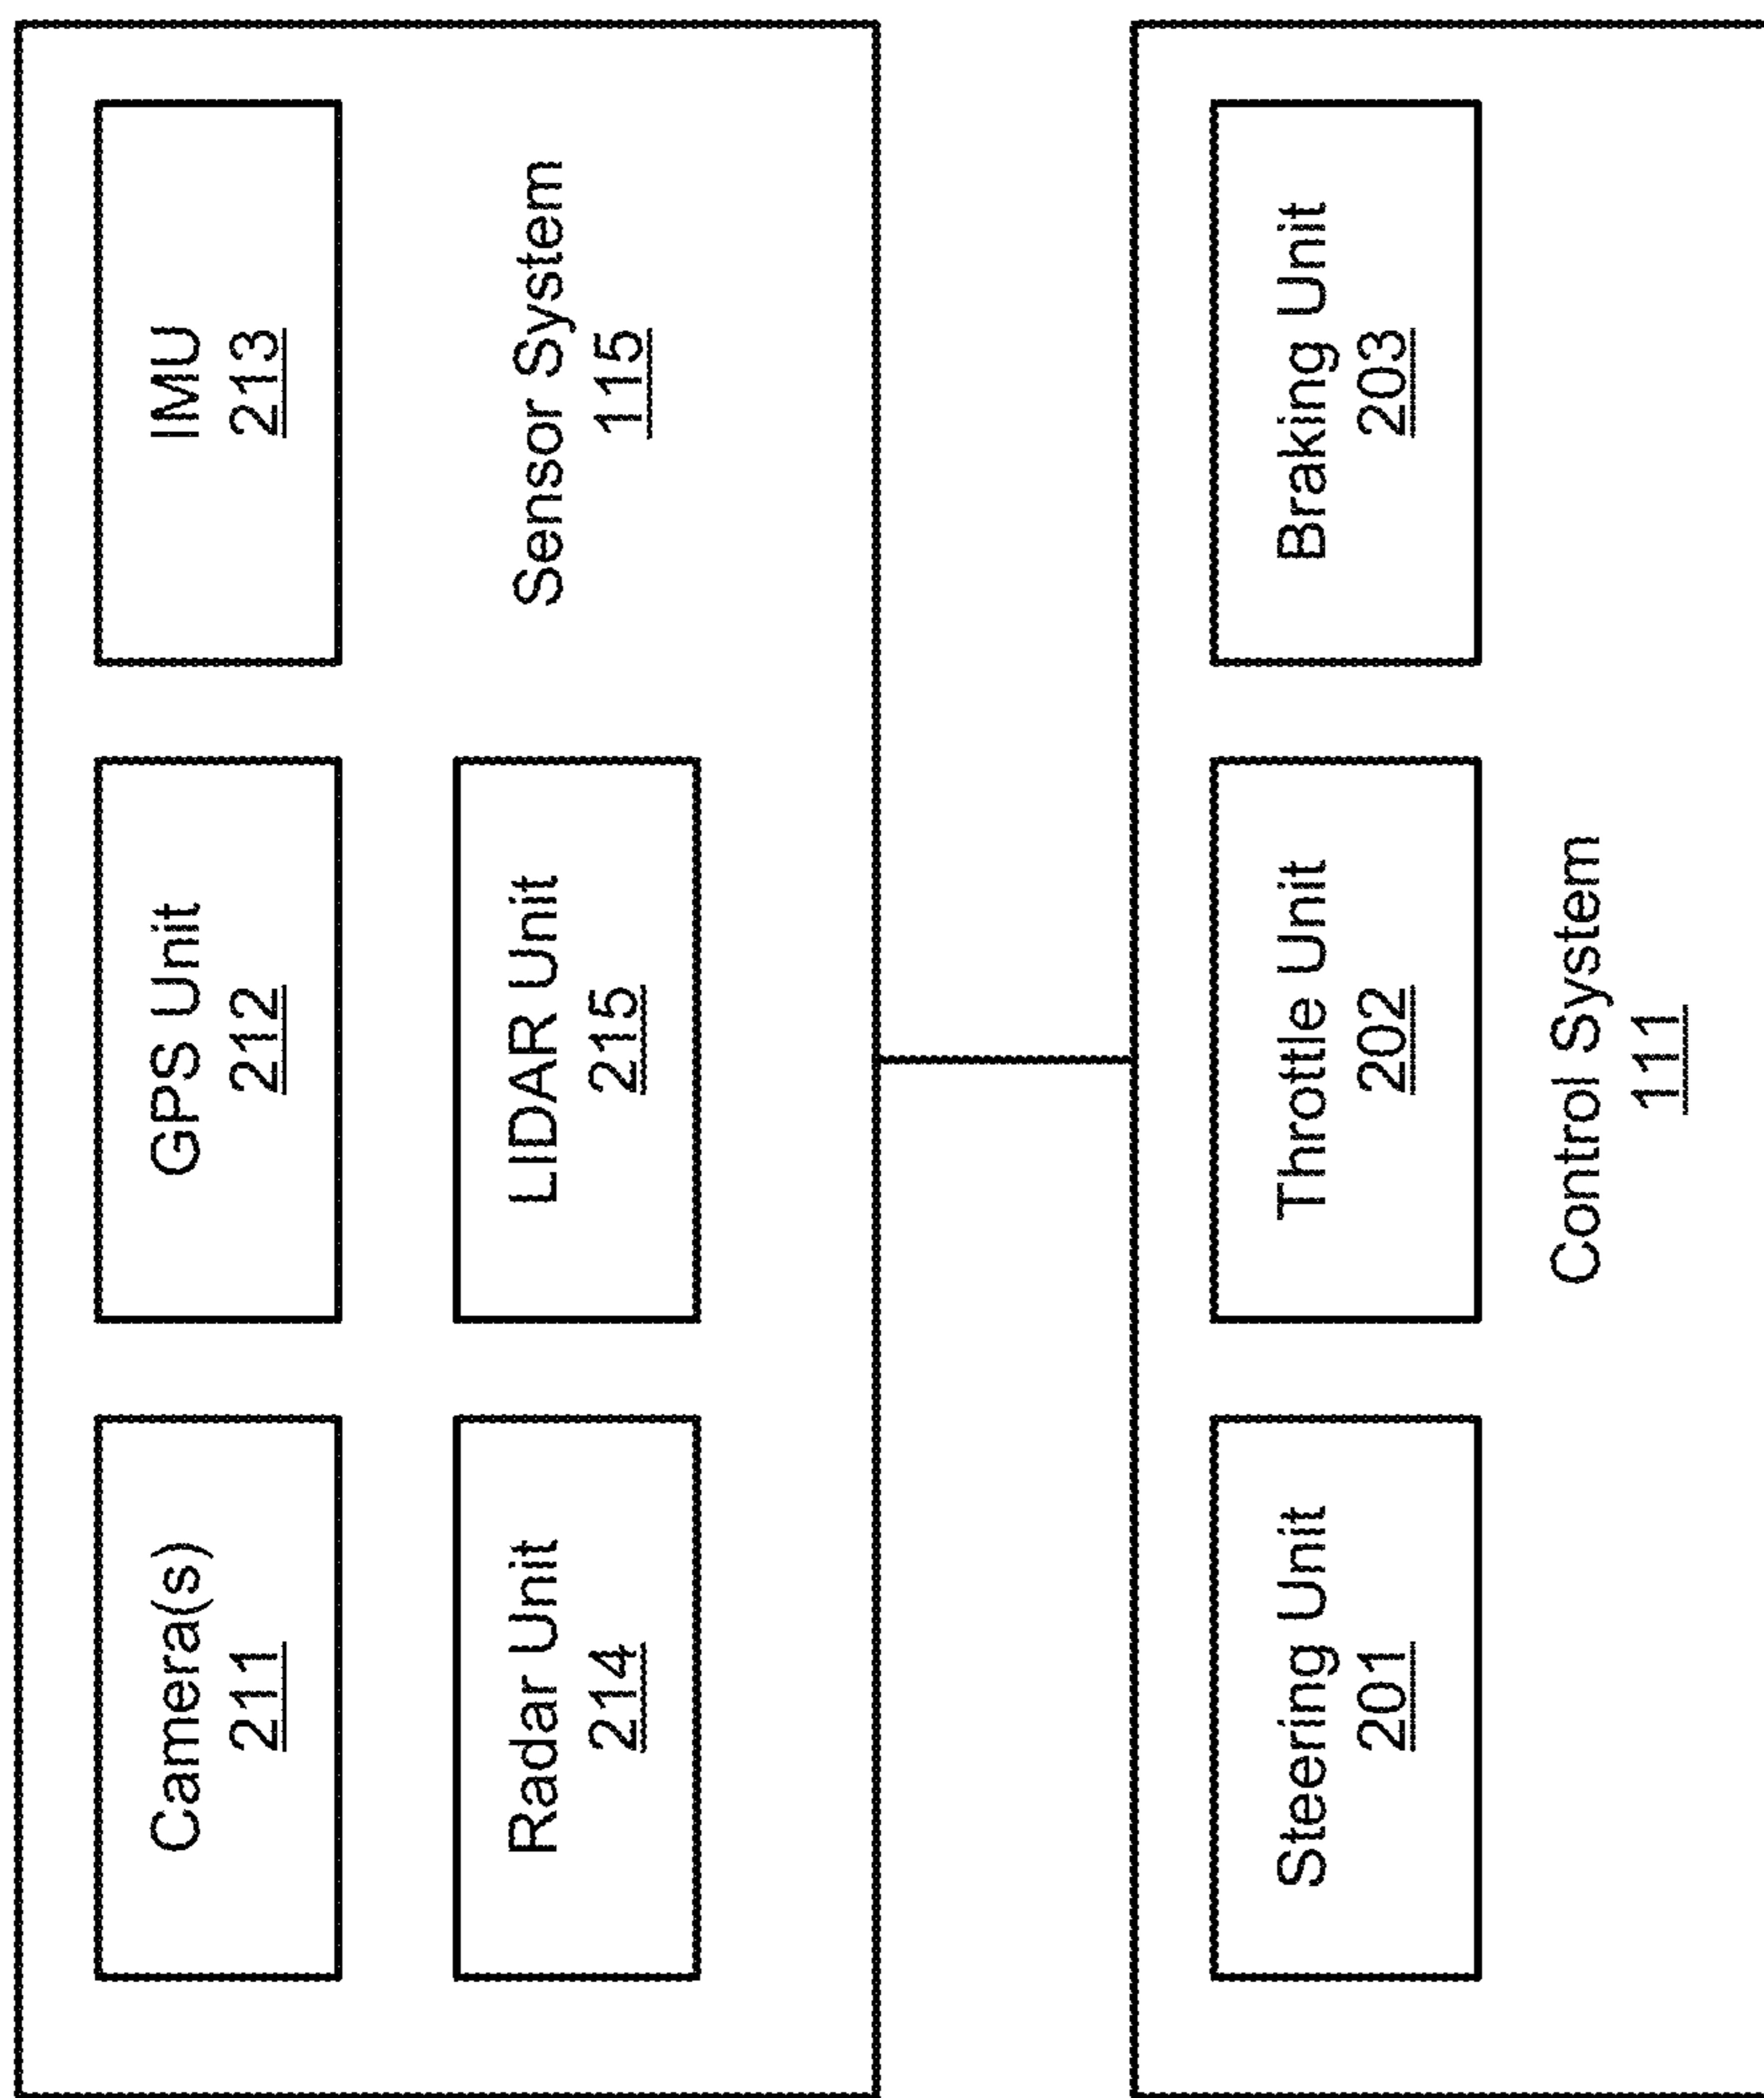 Camera(s)
211
GPS Unit
212
IMU
213
Radar Unit
214
LIDAR Unit
215
Sensor System
115
Steering Unit
201
Throttle Unit
202
Braking Unit
203
Control System
111